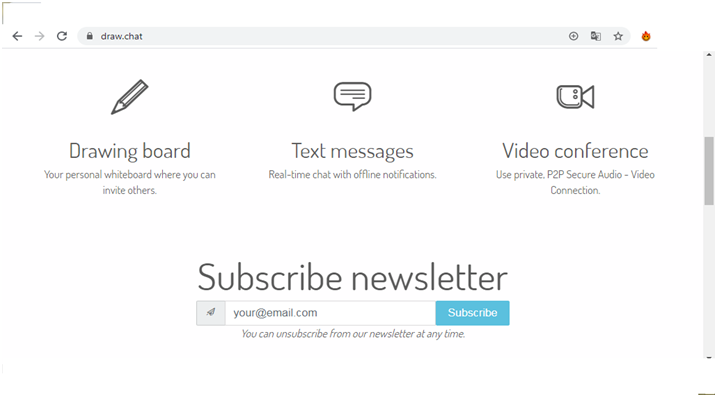 draw.chat
Drawing board
Your personal whiteboard where you can
invite others.
Text messages
Real-time chat with offline notifications.
Video conference
Use private, P2P Secure Audio - Video
Connection.
Subscribe newsletter
your@email.com
Subscribe
You can unsubscribe from our newsletter at any time.